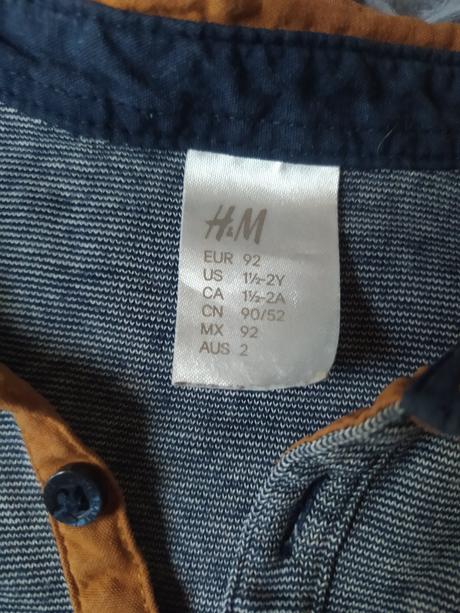 H&M
EUR 92
US 1½-2Y
CA 1½-2A
CN 90/52
MX 92
AUS 2